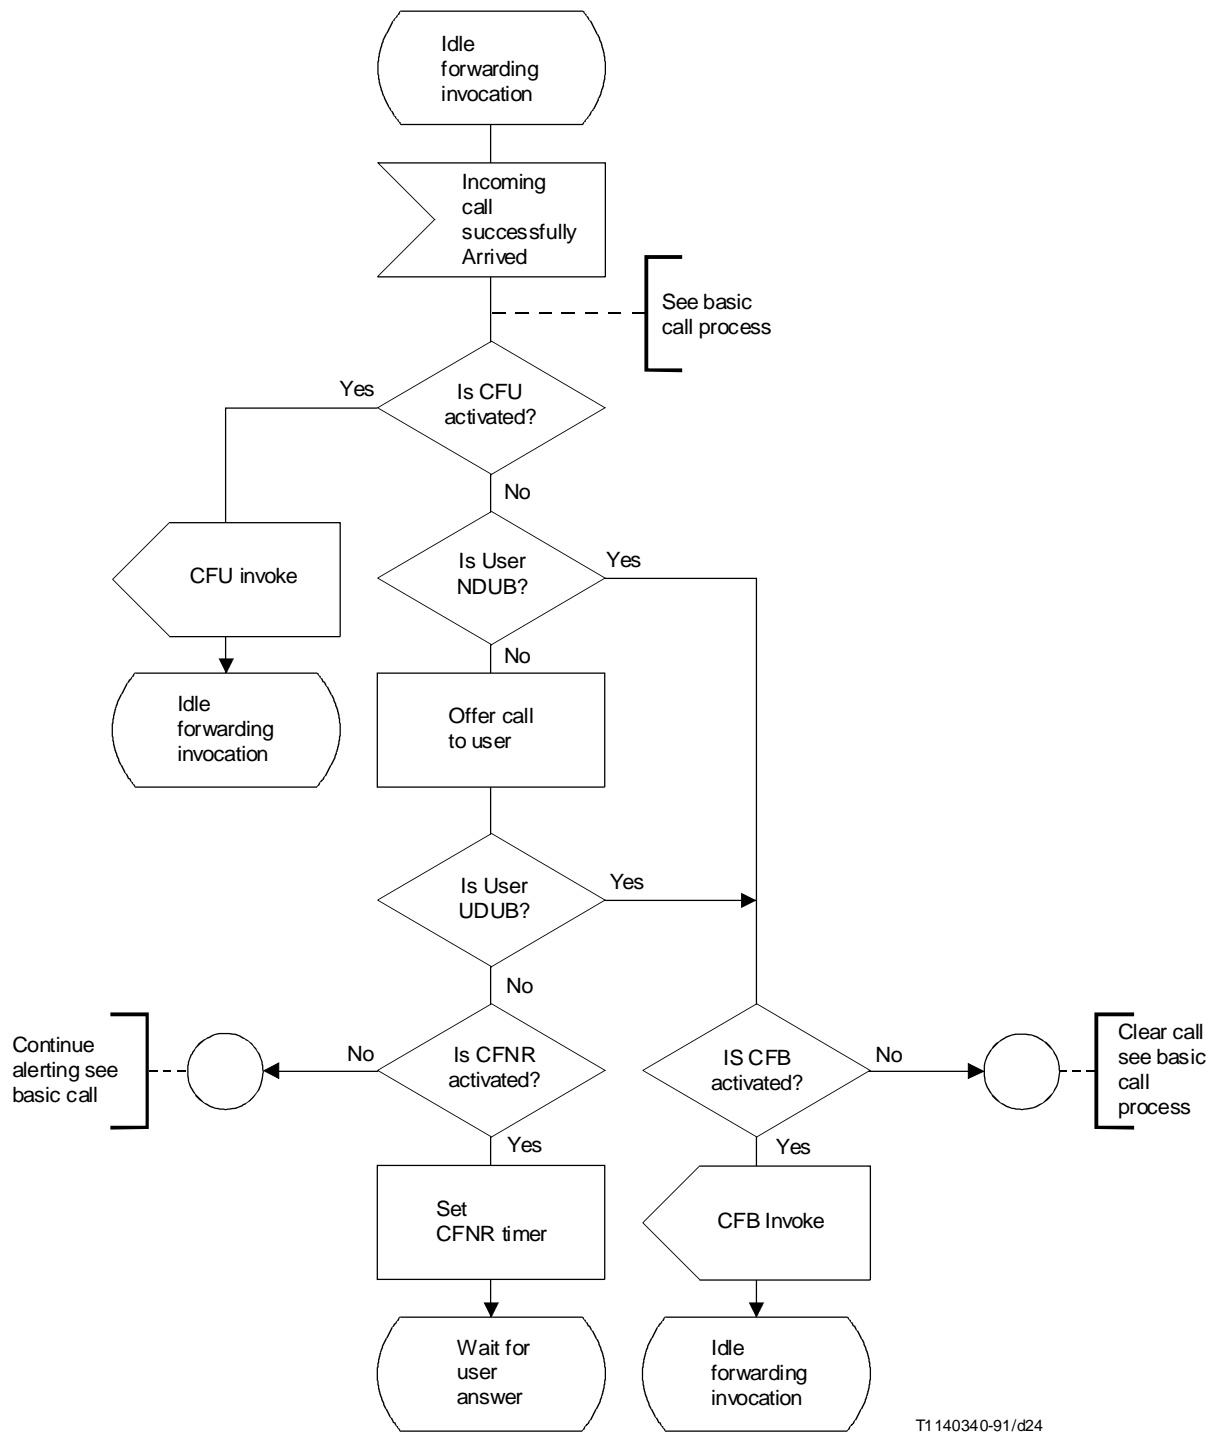 Idle
forwarding
invocation
Incoming
call
successfully
Arrived
See basic
call process
Yes
Is CFU
activated?
No
CFU invoke
Is User
NDUB?
Yes
No
Idle
forwarding
invocation
Offer call
to user
Is User
UDUB?
Yes
No
Continue
alerting see
basic call
No
Is CFNR
activated?
Yes
IS CFB
activated?
No
Yes
Clear call
see basic
call
process
Set
CFNR timer
CFB Invoke
Wait for
user
answer
Idle
forwarding
invocation
T1140340-91/d24